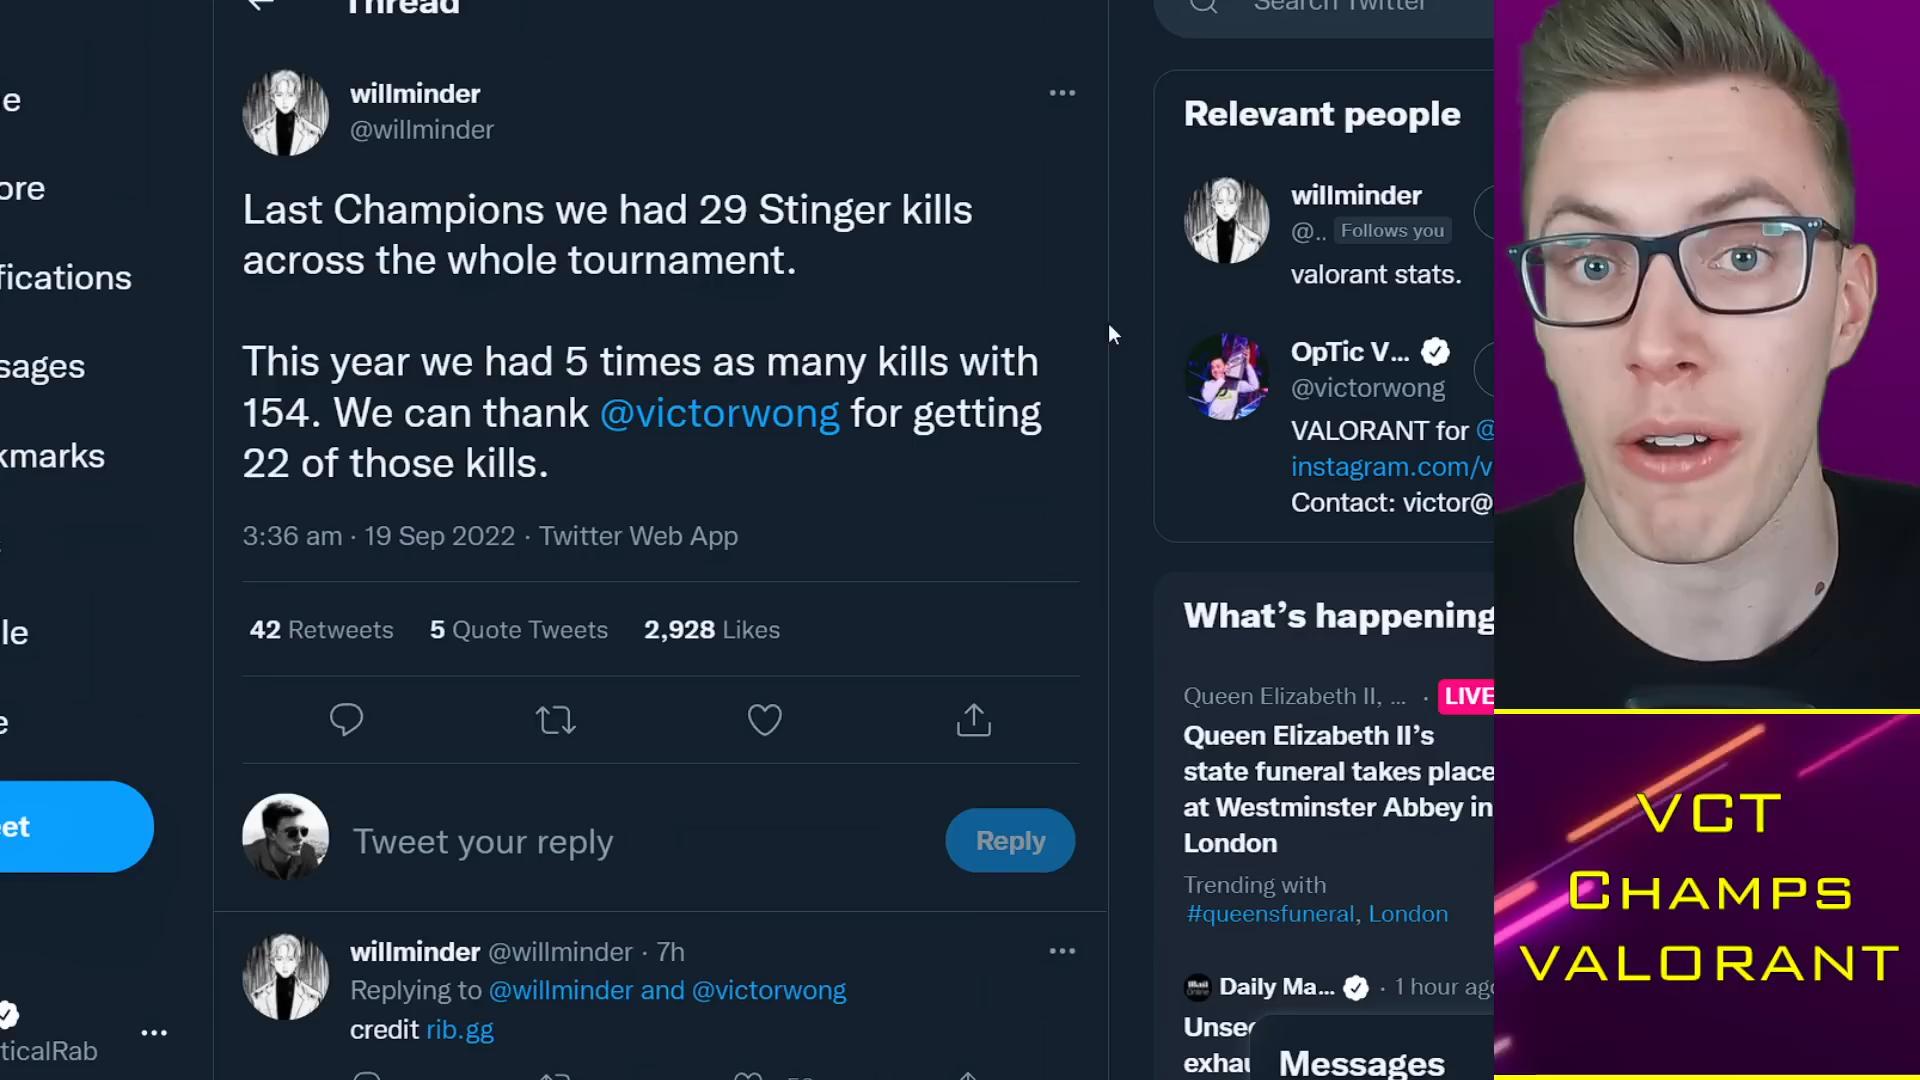 Thread
willminder
@willminder
Last Champions we had 29 Stinger kills
across the whole tournament.
This year we had 5 times as many kills with
154. We can thank @victorwong for getting
22 of those kills.
3:36 am · 19 Sep 2022 · Twitter Web App
42 Retweets 5 Quote Tweets 2,928 Likes
Tweet your reply
Reply
willminder @willminder · 7h
Replying to @willminder and @victorwong
credit rib.gg
e
ore
fications
sages
kmarks
le
e
et
ticalRab
Search Twitter
Relevant people
willminder
@.. Follows you
valorant stats.
OpTic V...
@victorwong
VALORANT for @
instagram.com/v
Contact: victor@
What's happening
Queen Elizabeth II, ... · LIVE
Queen Elizabeth II's
state funeral takes place
at Westminster Abbey in
London
Trending with
#queensfuneral, London
Daily Ma... · 1 hour ago
Unse
exhau
Messages
VCT
CHAMPS
VALORANT